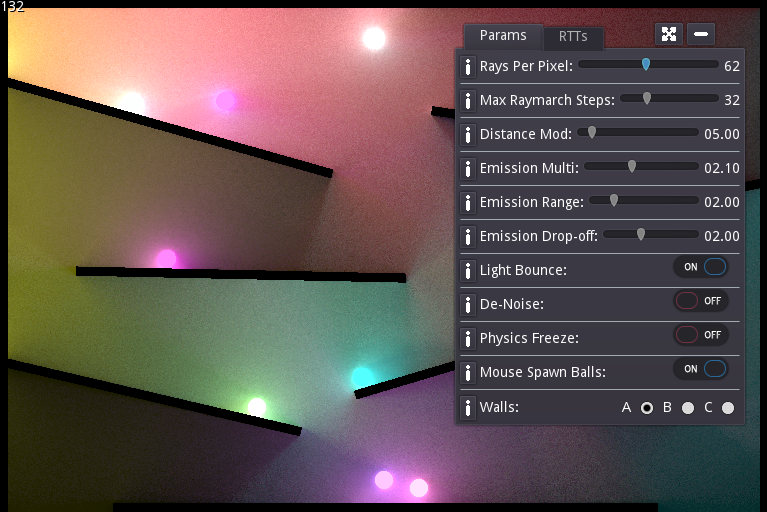 132
Params RTTs
Rays Per Pixel: 62
Max Raymarch Steps: 32
Distance Mod: 05.00
Emission Multi: 02.10
Emission Range: 02.00
Emission Drop-off: 02.00
Light Bounce: ON
De-Noise: OFF
Physics Freeze: OFF
Mouse Spawn Balls: ON
Walls: A B C